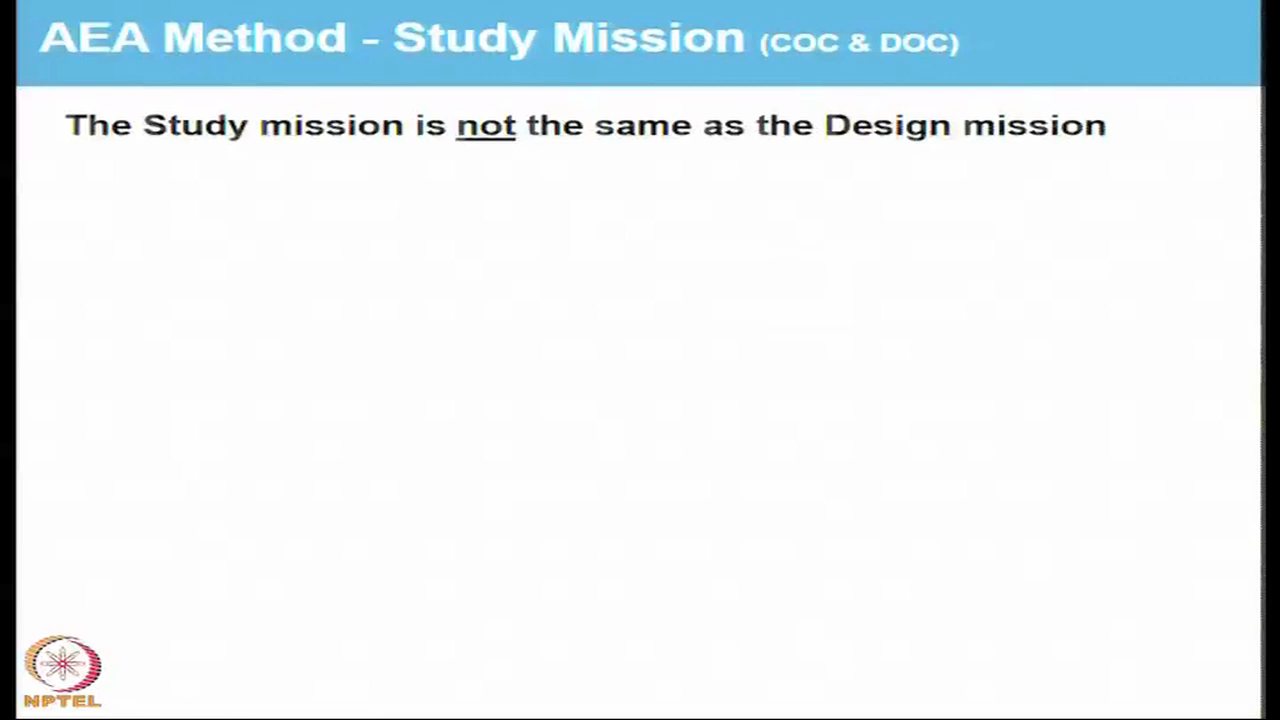 AEA Method - Study Mission (COC & DOC)
The Study mission is not the same as the Design mission
NPTEL